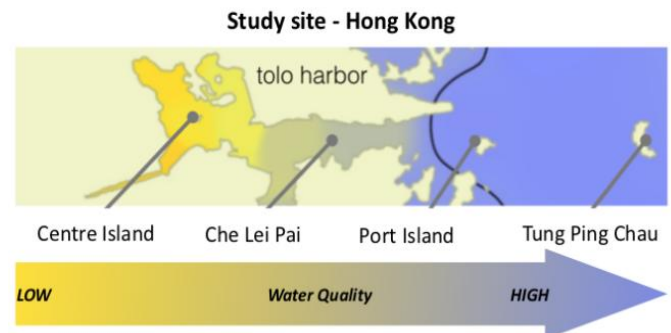 Study site - Hong Kong
tolo harbor
Centre Island Che Lei Pai Port Island Tung Ping Chau
LOW Water Quality HIGH